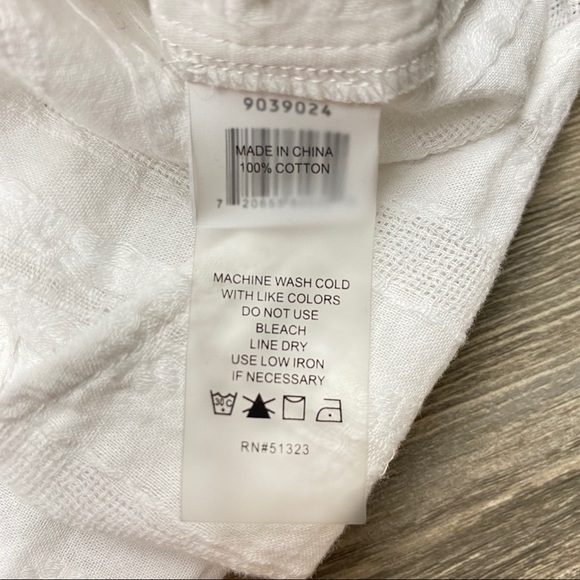 9039024
MADE IN CHINA
100% COTTON
MACHINE WASH COLD
WITH LIKE COLORS
DO NOT USE
BLEACH
LINE DRY
USE LOW IRON
IF NECESSARY
30C
RN#51323